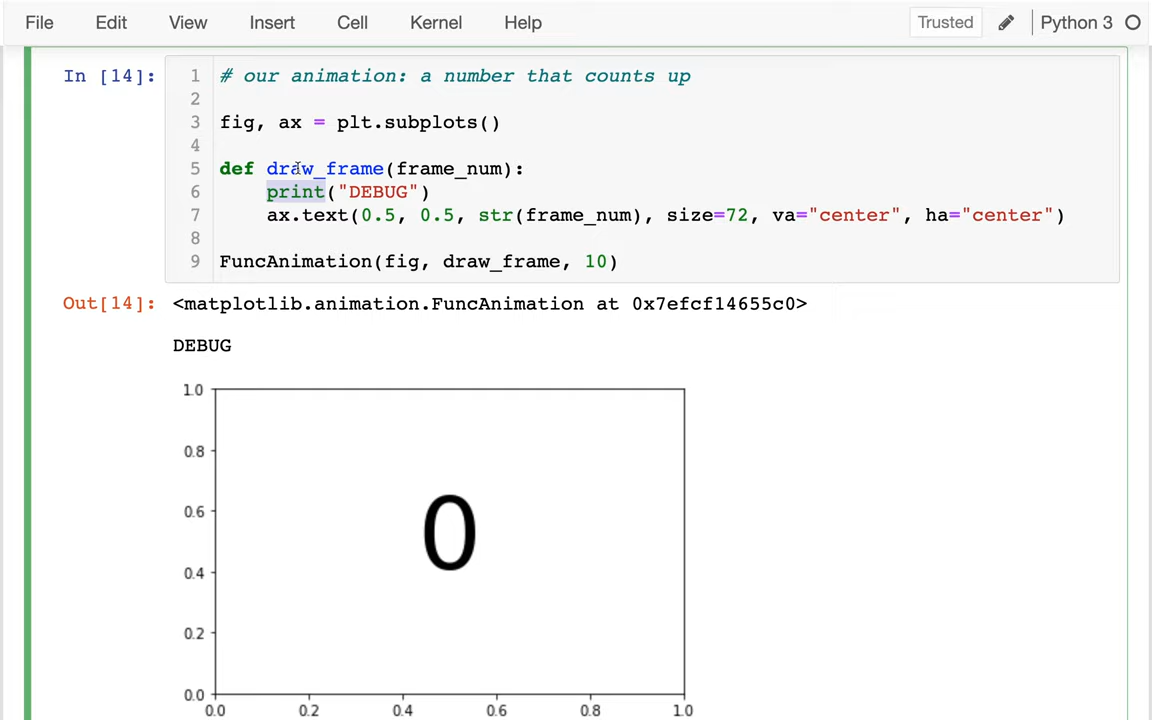 File Edit View Insert Cell Kernel Help Trusted Python 3
In [14]:
1 # our animation: a number that counts up
2
3 fig, ax = plt.subplots()
4
5 def draw_frame(frame_num):
6 print("DEBUG")
7 ax.text(0.5, 0.5, str(frame_num), size=72, va="center", ha="center")
8
9 FuncAnimation(fig, draw_frame, 10)
Out[14]: <matplotlib.animation.FuncAnimation at 0x7efcf14655c0>
DEBUG
1.0
0.8
0.6
0
0.4
0.2
0.0
0.0 0.2 0.4 0.6 0.8 1.0